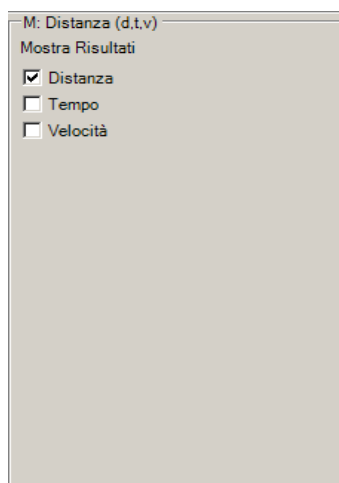 M: Distanza (d,t,v)
Mostra Risultati
Distanza
Tempo
Velocità